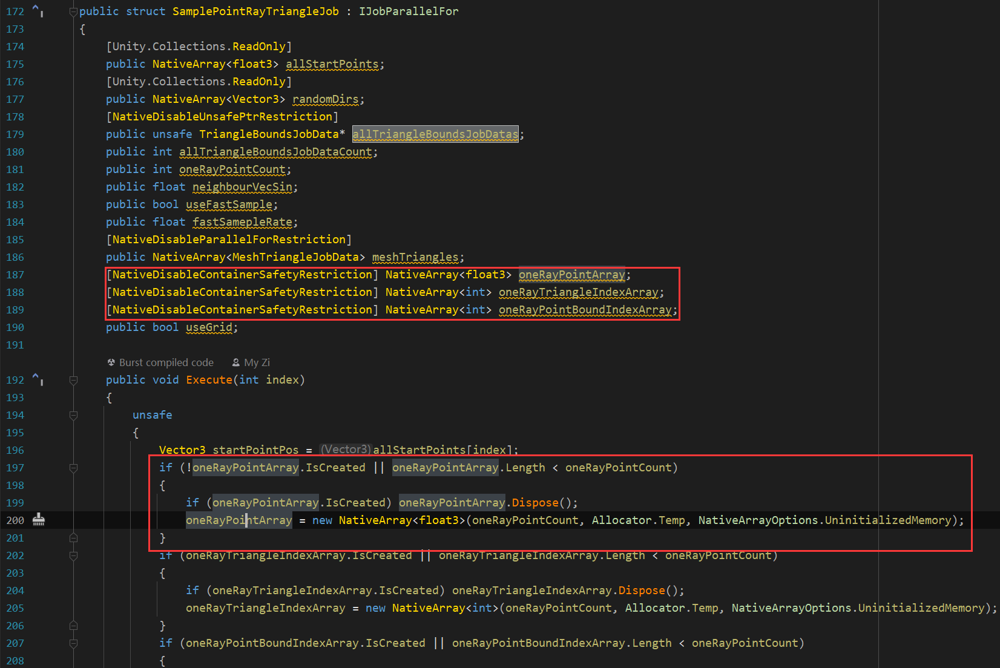 172 public struct SamplePointRayTriangleJob : IJobParallelFor
173 {
174 [Unity.Collections.ReadOnly]
175 public NativeArray<float3> allStartPoints;
176 [Unity.Collections.ReadOnly]
177 public NativeArray<Vector3> randomDirs;
178 [NativeDisableUnsafePtrRestriction]
179 public unsafe TriangleBoundsJobData* allTriangleBoundsJobDatas;
180 public int allTriangleBoundsJobDataCount;
181 public int oneRayPointCount;
182 public float neighbourVecSin;
183 public bool useFastSample;
184 public float fastSamepleRate;
185 [NativeDisableParallelForRestriction]
186 public NativeArray<MeshTriangleJobData> meshTriangles;
187 [NativeDisableContainerSafetyRestriction] NativeArray<float3> oneRayPointArray;
188 [NativeDisableContainerSafetyRestriction] NativeArray<int> oneRayTriangleIndexArray;
189 [NativeDisableContainerSafetyRestriction] NativeArray<int> oneRayPointBoundIndexArray;
190 public bool useGrid;
191
Burst compiled code My Zi
192 public void Execute(int index)
193 {
194 unsafe
195 {
196 Vector3 startPointPos = (Vector3) allStartPoints[index];
197 if (!oneRayPointArray.IsCreated || oneRayPointArray.Length < oneRayPointCount)
198 {
199 if (oneRayPointArray.IsCreated) oneRayPointArray.Dispose();
200 oneRayPointArray = new NativeArray<float3>(oneRayPointCount, Allocator.Temp, NativeArrayOptions.UninitializedMemory);
201 }
202 if (oneRayTriangleIndexArray.IsCreated || oneRayTriangleIndexArray.Length < oneRayPointCount)
203 {
204 if (oneRayTriangleIndexArray.IsCreated) oneRayTriangleIndexArray.Dispose();
205 oneRayTriangleIndexArray = new NativeArray<int>(oneRayPointCount, Allocator.Temp, NativeArrayOptions.UninitializedMemory);
206 }
207 if (oneRayPointBoundIndexArray.IsCreated || oneRayPointBoundIndexArray.Length < oneRayPointCount)
208 {